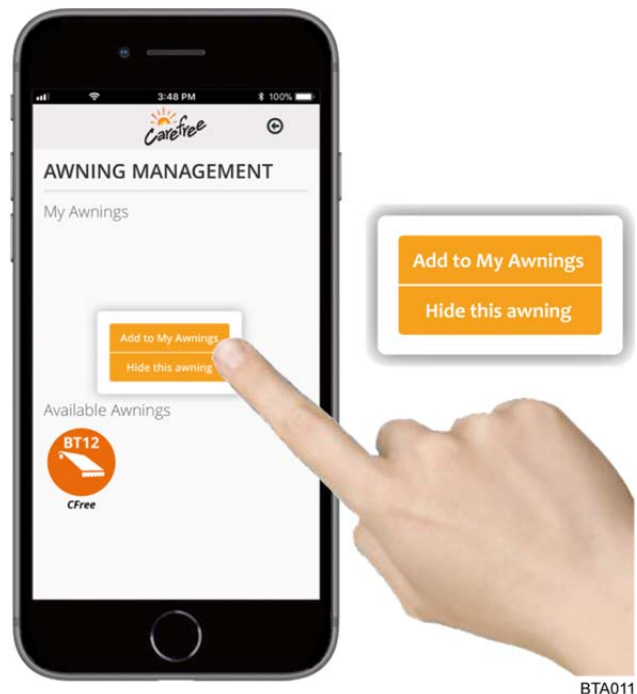 3:48 PM
100%
Carefree
AWNING MANAGEMENT
My Awnings
Add to My Awnings
Hide this awning
Add to My Awnings
Hide this awning
Available Awnings
BT12
CFree
BTA011